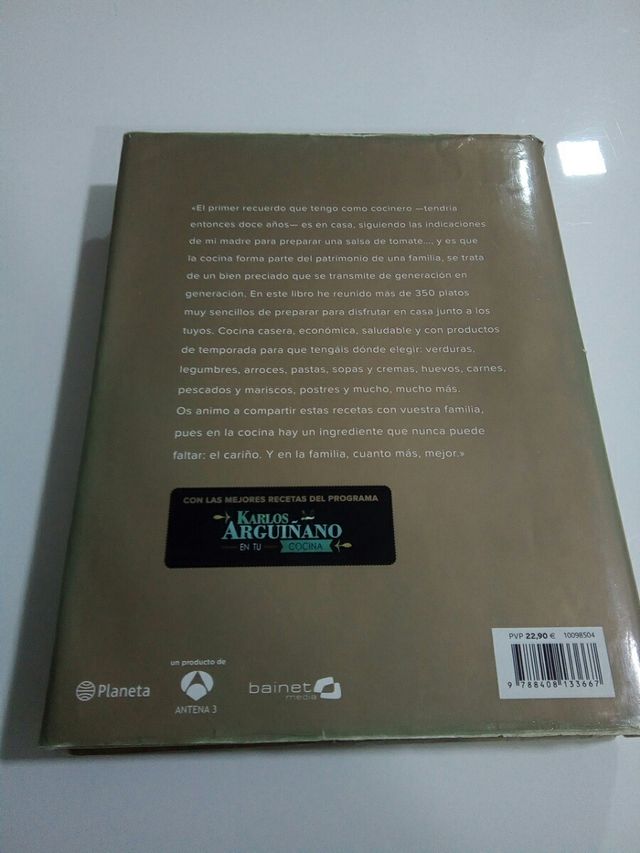 «El primer recuerdo que tengo como cocinero —tendría
entonces doce años— es en casa, siguiendo las indicaciones
de mi madre para preparar una salsa de tomate..., y es que
la cocina forma parte del patrimonio de una familia, se trata
de un bien preciado que se transmite de generación en
generación. En este libro he reunido más de 350 platos
muy sencillos de preparar para disfrutar en casa junto a los
tuyos. Cocina casera, económica, saludable y con productos
de temporada para que tengáis dónde elegir: verduras,
legumbres, arroces, pastas, sopas y cremas, huevos, carnes,
pescados y mariscos, postres y mucho, mucho más.
Os animo a compartir estas recetas con vuestra familia,
pues en la cocina hay un ingrediente que nunca puede
faltar: el cariño. Y en la familia, cuanto más, mejor.»
CON LAS MEJORES RECETAS DEL PROGRAMA
KARLOS
ARGUIÑANO
EN TU COCINA
PVP 22,90 € 10098504
9 788408 133667
Planeta
un producto de
ANTENA 3
bainet
media